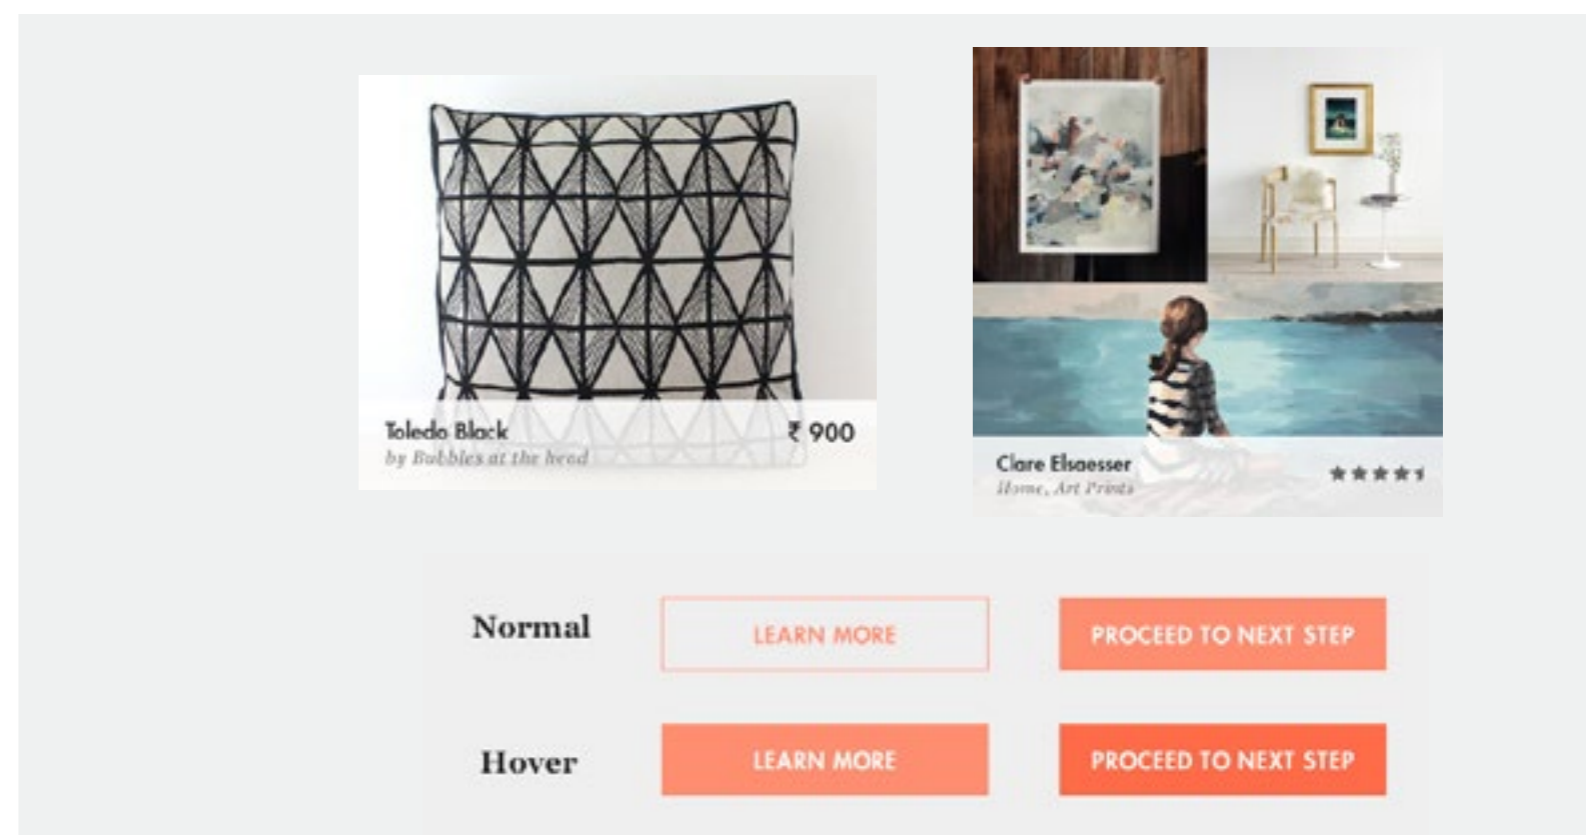 Toledo Black
₹ 900
by Bubbles at the head
Clare Elsaesser
Home, Art Prints
Normal
LEARN MORE
PROCEED TO NEXT STEP
Hover
LEARN MORE
PROCEED TO NEXT STEP